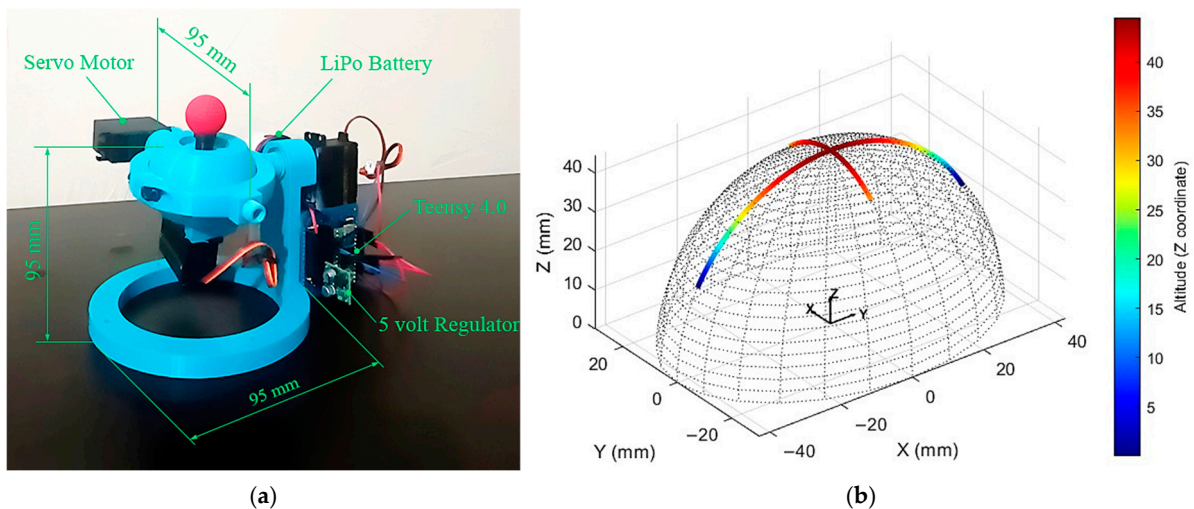 Servo Motor
95 mm
LiPo Battery
95 mm
Teensy 4.0
5 volt Regulator
95 mm
(a)
40
30
20
10
0
Z (mm)
20
0
−20
Y (mm)
−40
−20
0
20
40
X (mm)
Z
X
Y
40
35
30
25
20
15
10
5
Altitude (Z coordinate)
(b)